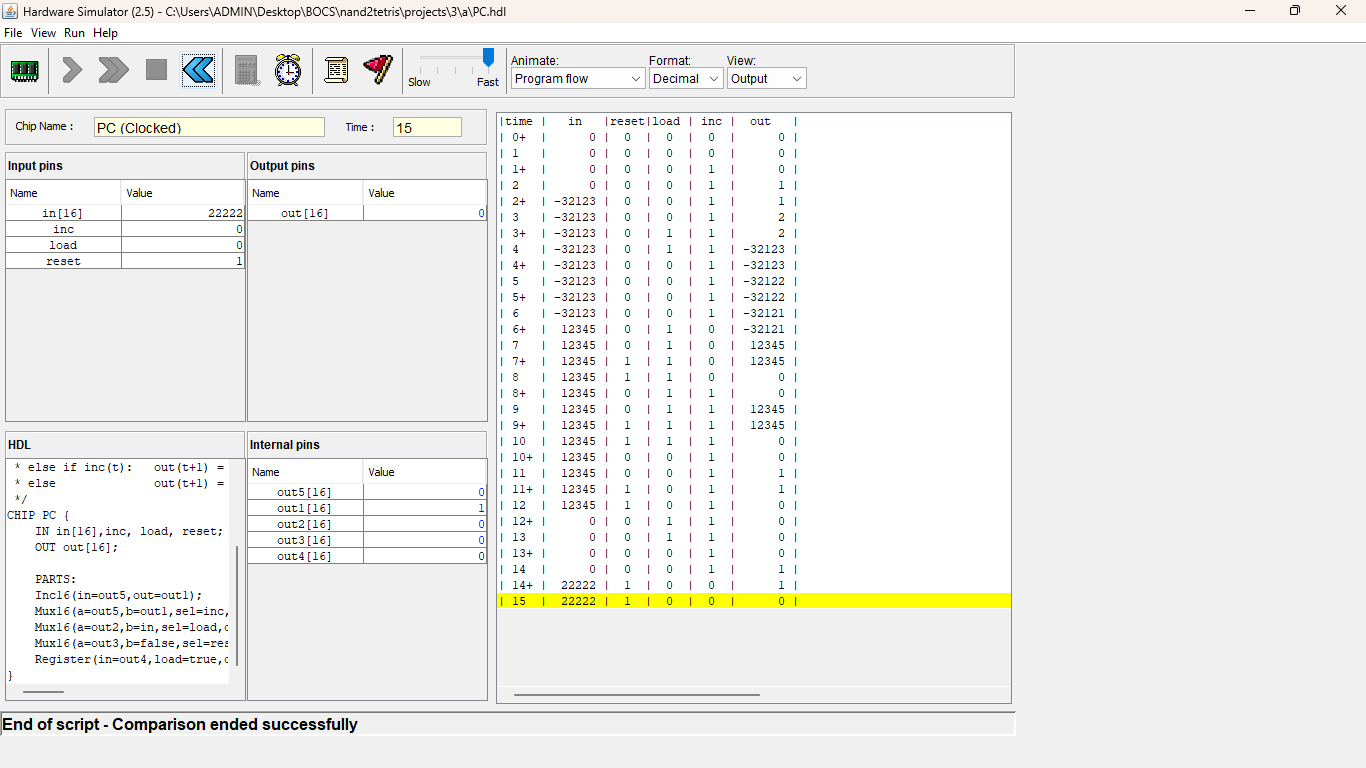 Hardware Simulator (2.5) - C:\Users\ADMIN\Desktop\BOCS\nand2tetris\projects\3\a\PC.hdl
File View Run Help
Slow Fast
Animate: Format: View:
Program flow Decimal Output
Chip Name : PC (Clocked) Time : 15
Input pins
Name Value
in[16] 22222
inc 0
load 0
reset 1
Output pins
Name Value
out[16] 0
HDL
* else if inc(t): out(t+1) =
* else out(t+1) =
*/
CHIP PC {
IN in[16],inc, load, reset;
OUT out[16];
PARTS:
Inc16(in=out5,out=out1);
Mux16(a=out5,b=out1,sel=inc,
Mux16(a=out2,b=in,sel=load,
Mux16(a=out3,b=false,sel=res
Register(in=out4,load=true,
}
Internal pins
Name Value
out5[16] 0
out1[16] 1
out2[16] 0
out3[16] 0
out4[16] 0
|time | in |reset|load | inc | out |
| 0+ | 0 | 0 | 0 | 0 | 0 |
| 1 | 0 | 0 | 0 | 0 | 0 |
| 1+ | 0 | 0 | 0 | 1 | 0 |
| 2 | 0 | 0 | 0 | 1 | 1 |
| 2+ | -32123 | 0 | 0 | 1 | 1 |
| 3 | -32123 | 0 | 0 | 1 | 2 |
| 3+ | -32123 | 0 | 1 | 1 | 2 |
| 4 | -32123 | 0 | 1 | 1 | -32123 |
| 4+ | -32123 | 0 | 0 | 1 | -32123 |
| 5 | -32123 | 0 | 0 | 1 | -32122 |
| 5+ | -32123 | 0 | 0 | 1 | -32122 |
| 6 | -32123 | 0 | 0 | 1 | -32121 |
| 6+ | 12345 | 0 | 1 | 0 | -32121 |
| 7 | 12345 | 0 | 1 | 0 | 12345 |
| 7+ | 12345 | 1 | 1 | 0 | 12345 |
| 8 | 12345 | 1 | 1 | 0 | 0 |
| 8+ | 12345 | 0 | 1 | 1 | 0 |
| 9 | 12345 | 0 | 1 | 1 | 12345 |
| 9+ | 12345 | 1 | 1 | 1 | 12345 |
| 10 | 12345 | 1 | 1 | 1 | 0 |
| 10+ | 12345 | 0 | 0 | 1 | 0 |
| 11 | 12345 | 0 | 0 | 1 | 1 |
| 11+ | 12345 | 1 | 0 | 1 | 1 |
| 12 | 12345 | 1 | 0 | 1 | 0 |
| 12+ | 0 | 0 | 1 | 1 | 0 |
| 13 | 0 | 0 | 1 | 1 | 0 |
| 13+ | 0 | 0 | 0 | 1 | 0 |
| 14 | 0 | 0 | 0 | 1 | 1 |
| 14+ | 22222 | 1 | 0 | 0 | 1 |
| 15 | 22222 | 1 | 0 | 0 | 0 |
End of script - Comparison ended successfully